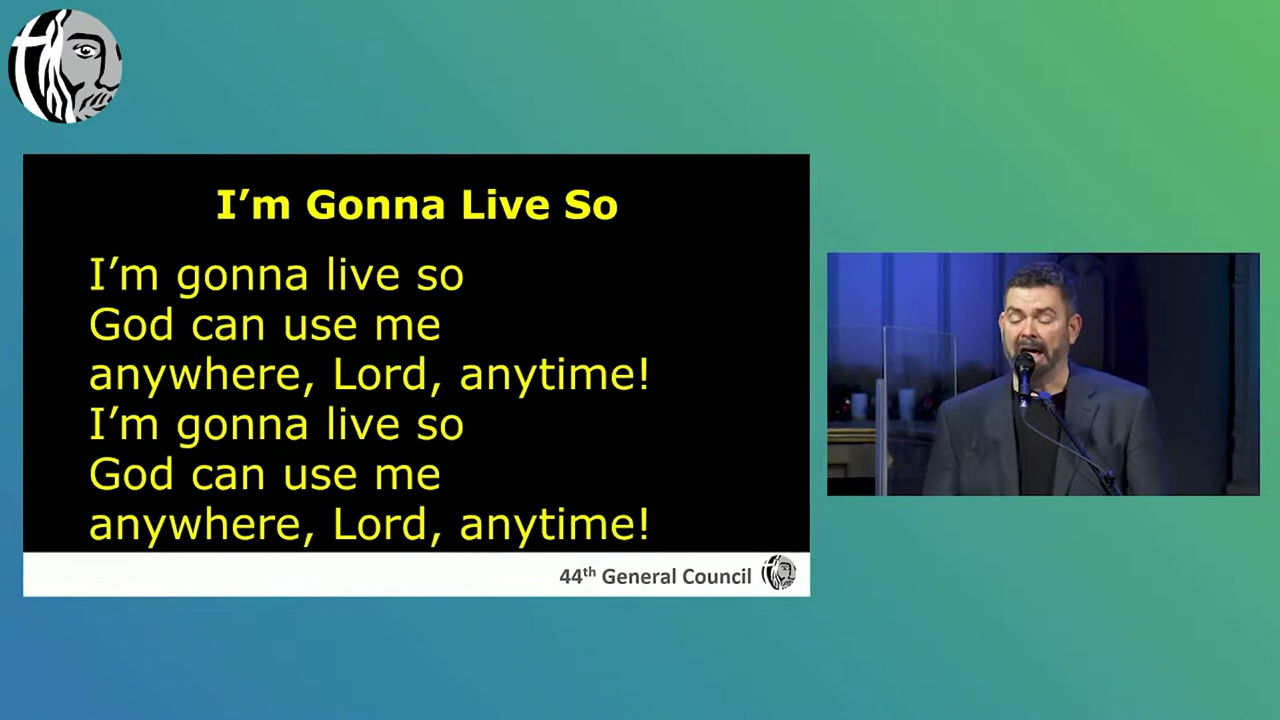 I’m Gonna Live So
I’m gonna live so
God can use me
anywhere, Lord, anytime!
I’m gonna live so
God can use me
anywhere, Lord, anytime!
44th General Council